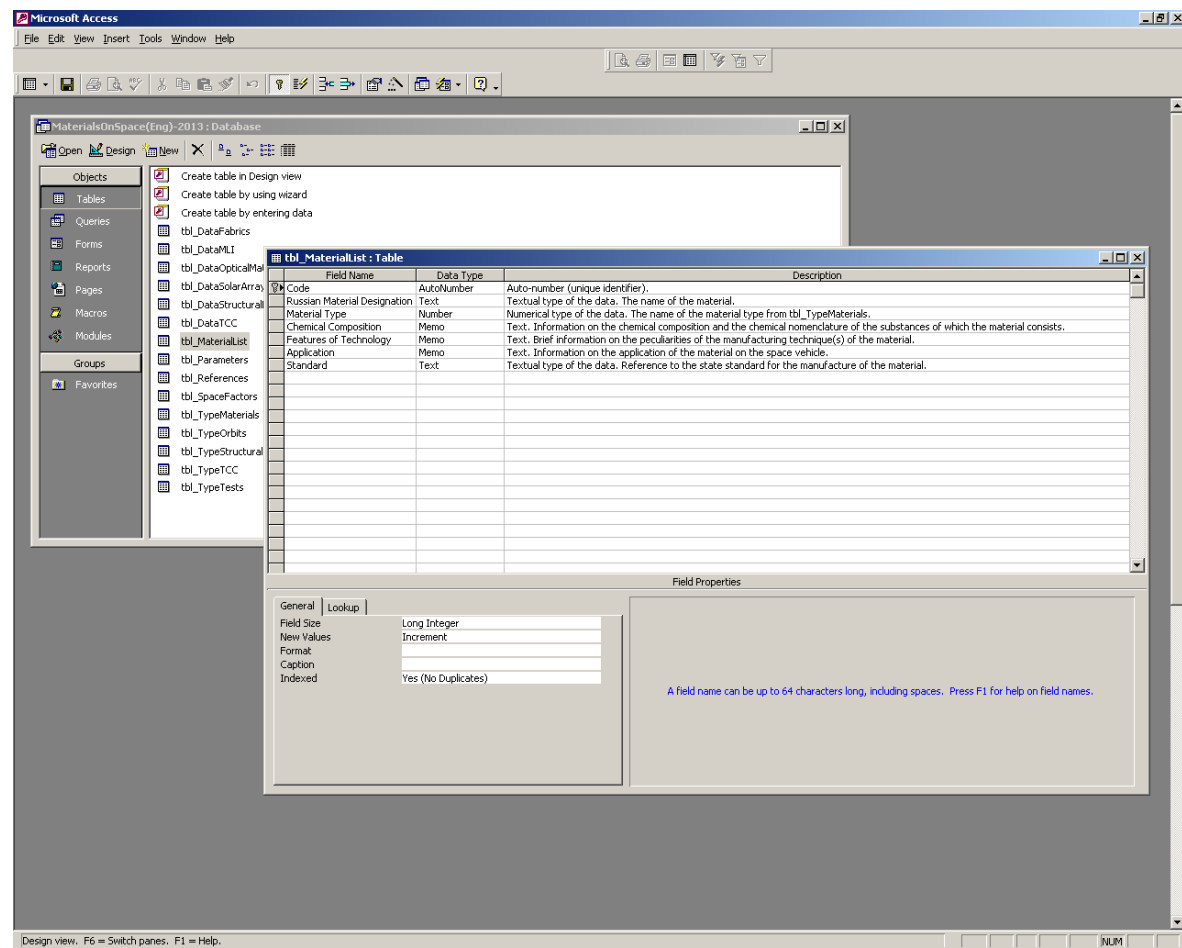 Microsoft Access
File Edit View Insert Tools Window Help
MaterialsOnSpace(Eng)-2013 : Database
Open Design New
Objects
Tables
Queries
Forms
Reports
Pages
Macros
Modules
Groups
Favorites
Create table in Design view
Create table by using wizard
Create table by entering data
tbl_DataFabrics
tbl_DataMLI
tbl_DataOpticalMat
tbl_DataSolarArray
tbl_DataStructural
tbl_DataTCC
tbl_MaterialList
tbl_Parameters
tbl_References
tbl_SpaceFactors
tbl_TypeMaterials
tbl_TypeOrbits
tbl_TypeStructural
tbl_TypeTCC
tbl_TypeTests
tbl_MaterialList : Table
Field Name Data Type Description
Code AutoNumber Auto-number (unique identifier).
Russian Material Designation Text Textual type of the data. The name of the material.
Material Type Number Numerical type of the data. The name of the material type from tbl_TypeMaterials.
Chemical Composition Memo Text. Information on the chemical composition and the chemical nomenclature of the substances of which the material consists.
Features of Technology Memo Text. Brief information on the peculiarities of the manufacturing technique(s) of the material.
Application Memo Text. Information on the application of the material on the space vehicle.
Standard Text Textual type of the data. Reference to the state standard for the manufacture of the material.
Field Properties
General Lookup
Field Size Long Integer
New Values Increment
Format
Caption
Indexed Yes (No Duplicates)
A field name can be up to 64 characters long, including spaces. Press F1 for help on field names.
Design view. F6 = Switch panes. F1 = Help.
NUM